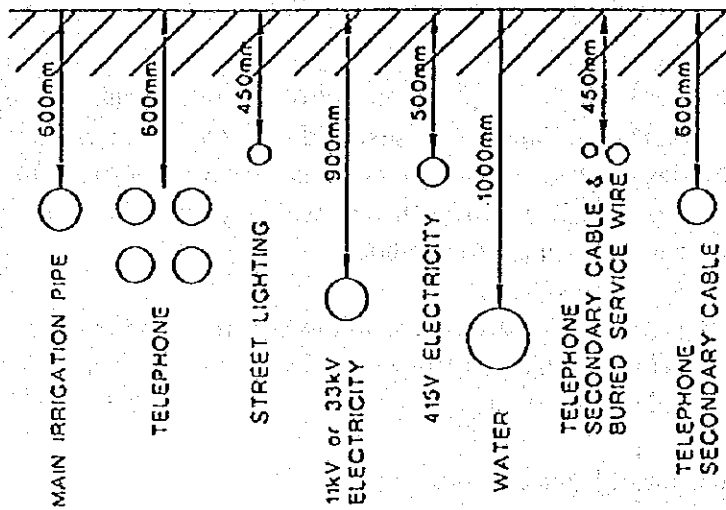 600mm
MAIN IRRIGATION PIPE
600mm
TELEPHONE
450mm
STREET LIGHTING
900mm
11kV or 33kV
ELECTRICITY
500mm
415V ELECTRICITY
1000mm
WATER
450mm
TELEPHONE
SECONDARY CABLE &
BURIED SERVICE WIRE
600mm
TELEPHONE
SECONDARY CABLE